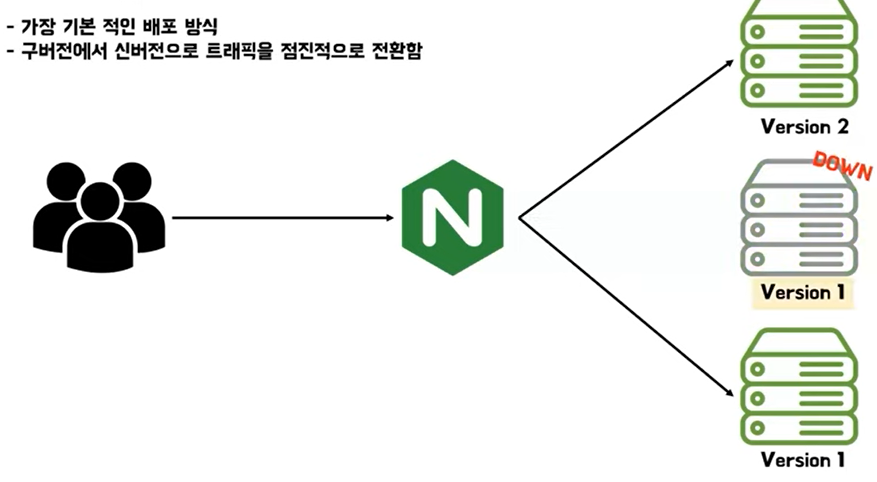 - 가장 기본 적인 배포 방식
- 구버전에서 신버전으로 트래픽을 점진적으로 전환함
Version 2
DOWN
N
Version 1
Version 1